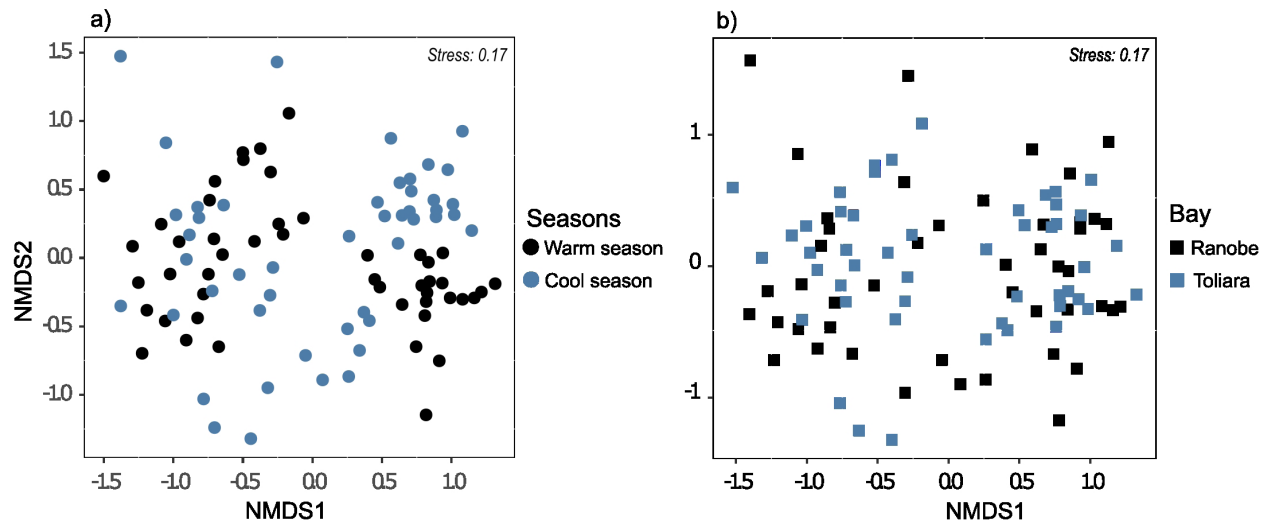 a)
Stress: 0.17
1.5
1.0
0.5
0.0
-0.5
-1.0
NMDS2
-1.5 -1.0 -0.5 0.0 0.5 1.0
NMDS1
Seasons
Warm season
Cool season
b)
Stress: 0.17
1
0
-1
-1.5 -1.0 -0.5 0.0 0.5 1.0
NMDS1
Bay
Ranobe
Toliara